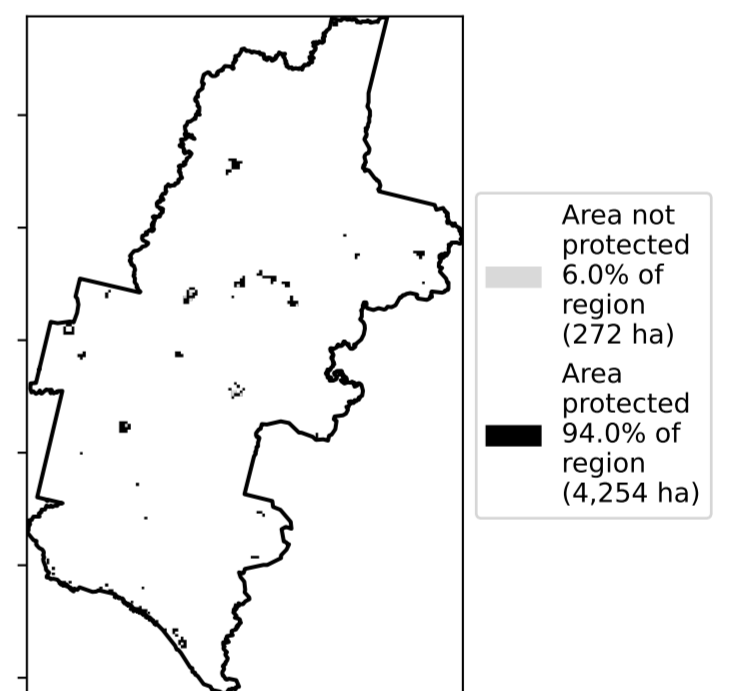 Area not
protected
6.0% of
region
(272 ha)
Area
protected
94.0% of
region
(4,254 ha)